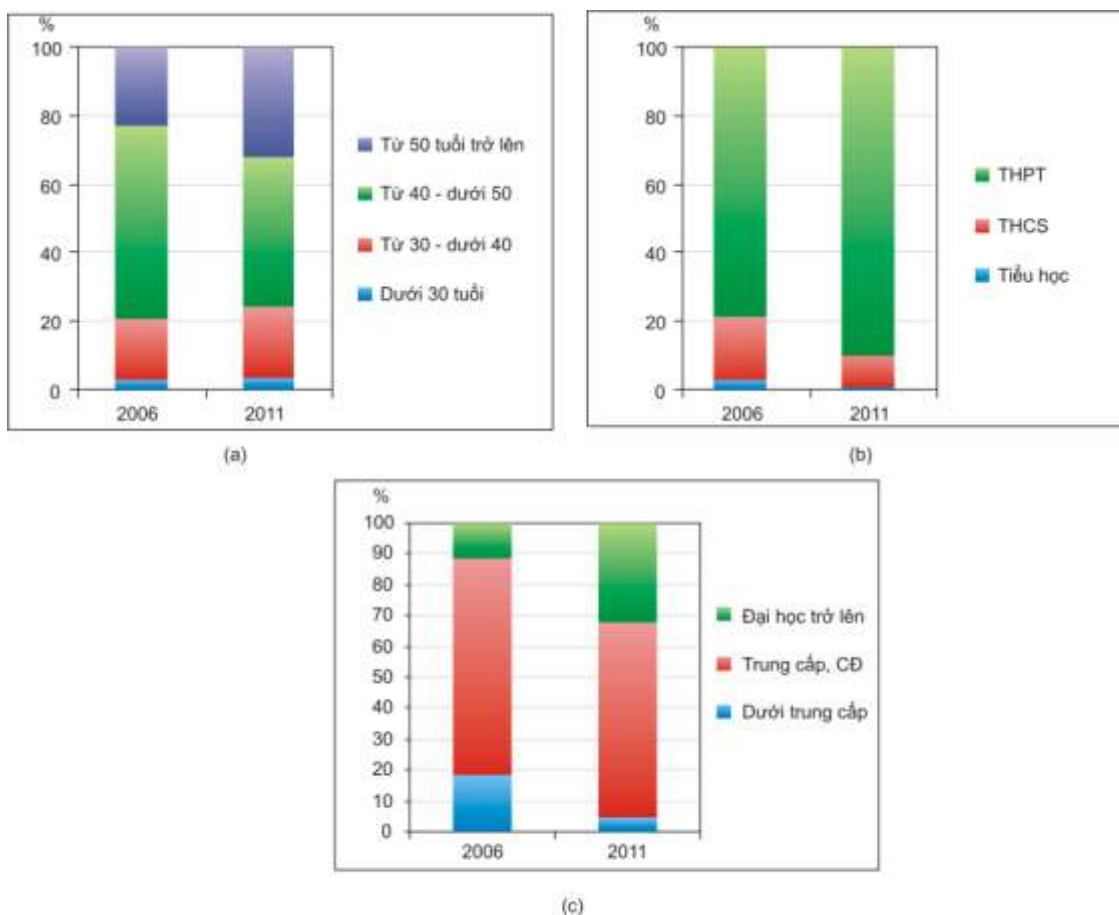 %
100
80
60
40
20
0
2006 2011
Từ 50 tuổi trở lên
Từ 40 - dưới 50
Từ 30 - dưới 40
Dưới 30 tuổi
(a)
%
100
80
60
40
20
0
2006 2011
THPT
THCS
Tiểu học
(b)
%
100
90
80
70
60
50
40
30
20
10
0
2006 2011
Đại học trở lên
Trung cấp, CĐ
Dưới trung cấp
(c)